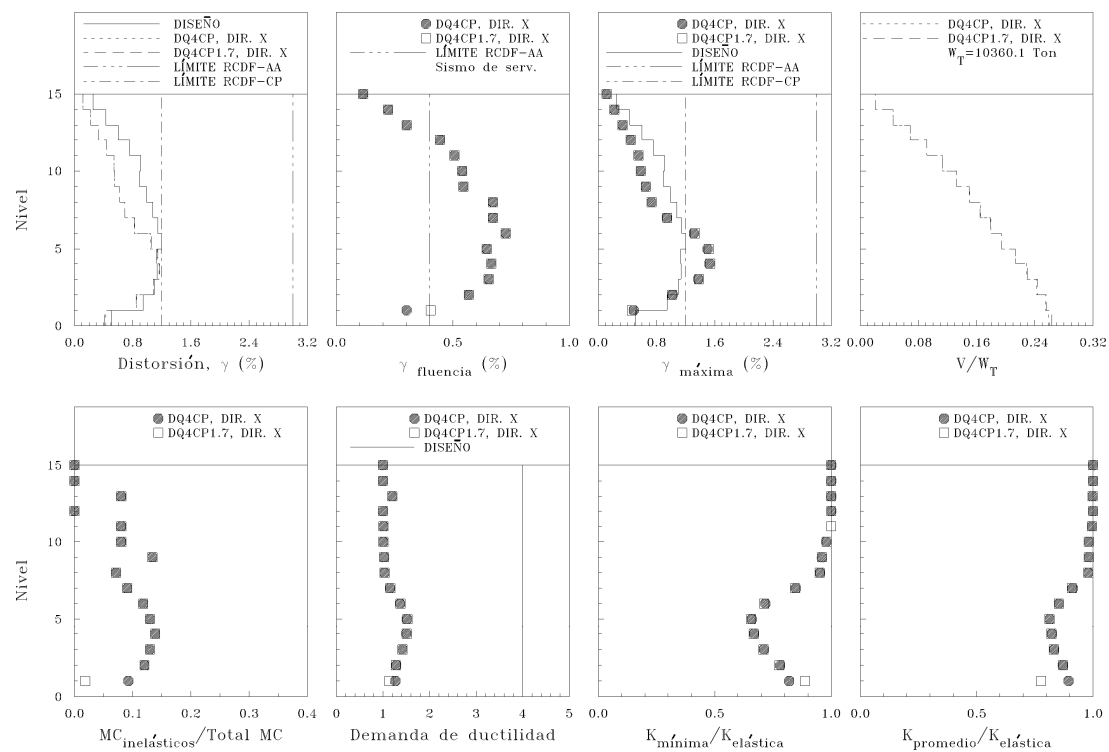 DISEÑO
DQ4CP, DIR. X
DQ4CP1.7, DIR. X
LÍMITE RCDF-AA
LÍMITE RCDF-CP
Nivel
15
10
5
0
0.0 0.8 1.6 2.4 3.2
Distorsión, γ (%)
DQ4CP, DIR. X
DQ4CP1.7, DIR. X
LÍMITE RCDF-AA
Sismo de serv.
0.0 0.5 1.0
γ fluencia (%)
DQ4CP, DIR. X
DQ4CP1.7, DIR. X
DISEÑO
LÍMITE RCDF-AA
LÍMITE RCDF-CP
0.0 0.8 1.6 2.4 3.2
γ máxima (%)
DQ4CP, DIR. X
DQ4CP1.7, DIR. X
W_T=10360.1 Ton
0.00 0.08 0.16 0.24 0.32
V/W_T
DQ4CP, DIR. X
DQ4CP1.7, DIR. X
Nivel
15
10
5
0
0.0 0.1 0.2 0.3 0.4
MC inelásticos/Total MC
DQ4CP, DIR. X
DQ4CP1.7, DIR. X
DISEÑO
0 1 2 3 4 5
Demanda de ductilidad
DQ4CP, DIR. X
DQ4CP1.7, DIR. X
0.0 0.5 1.0
K mínima/K elástica
DQ4CP, DIR. X
DQ4CP1.7, DIR. X
0.0 0.5 1.0
K promedio/K elástica